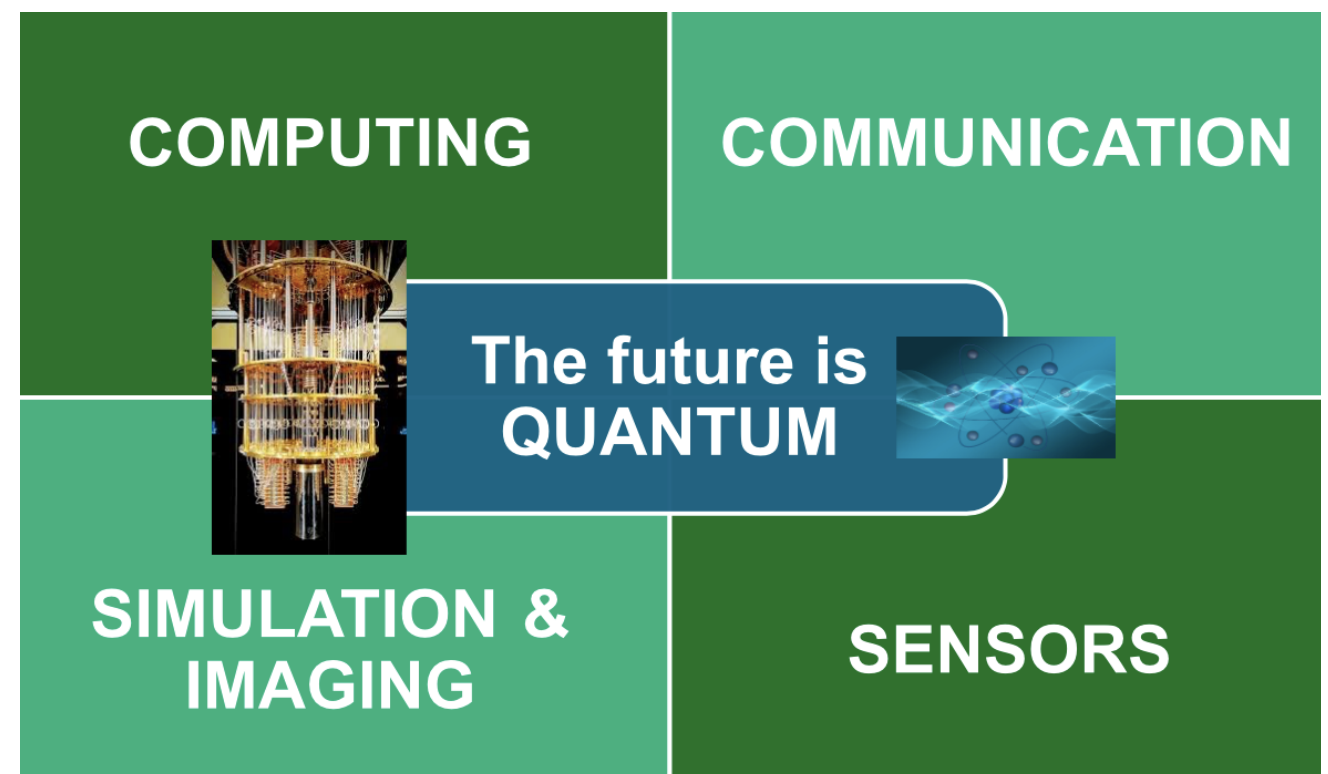 COMPUTING
COMMUNICATION
The future is
QUANTUM
SIMULATION &
IMAGING
SENSORS